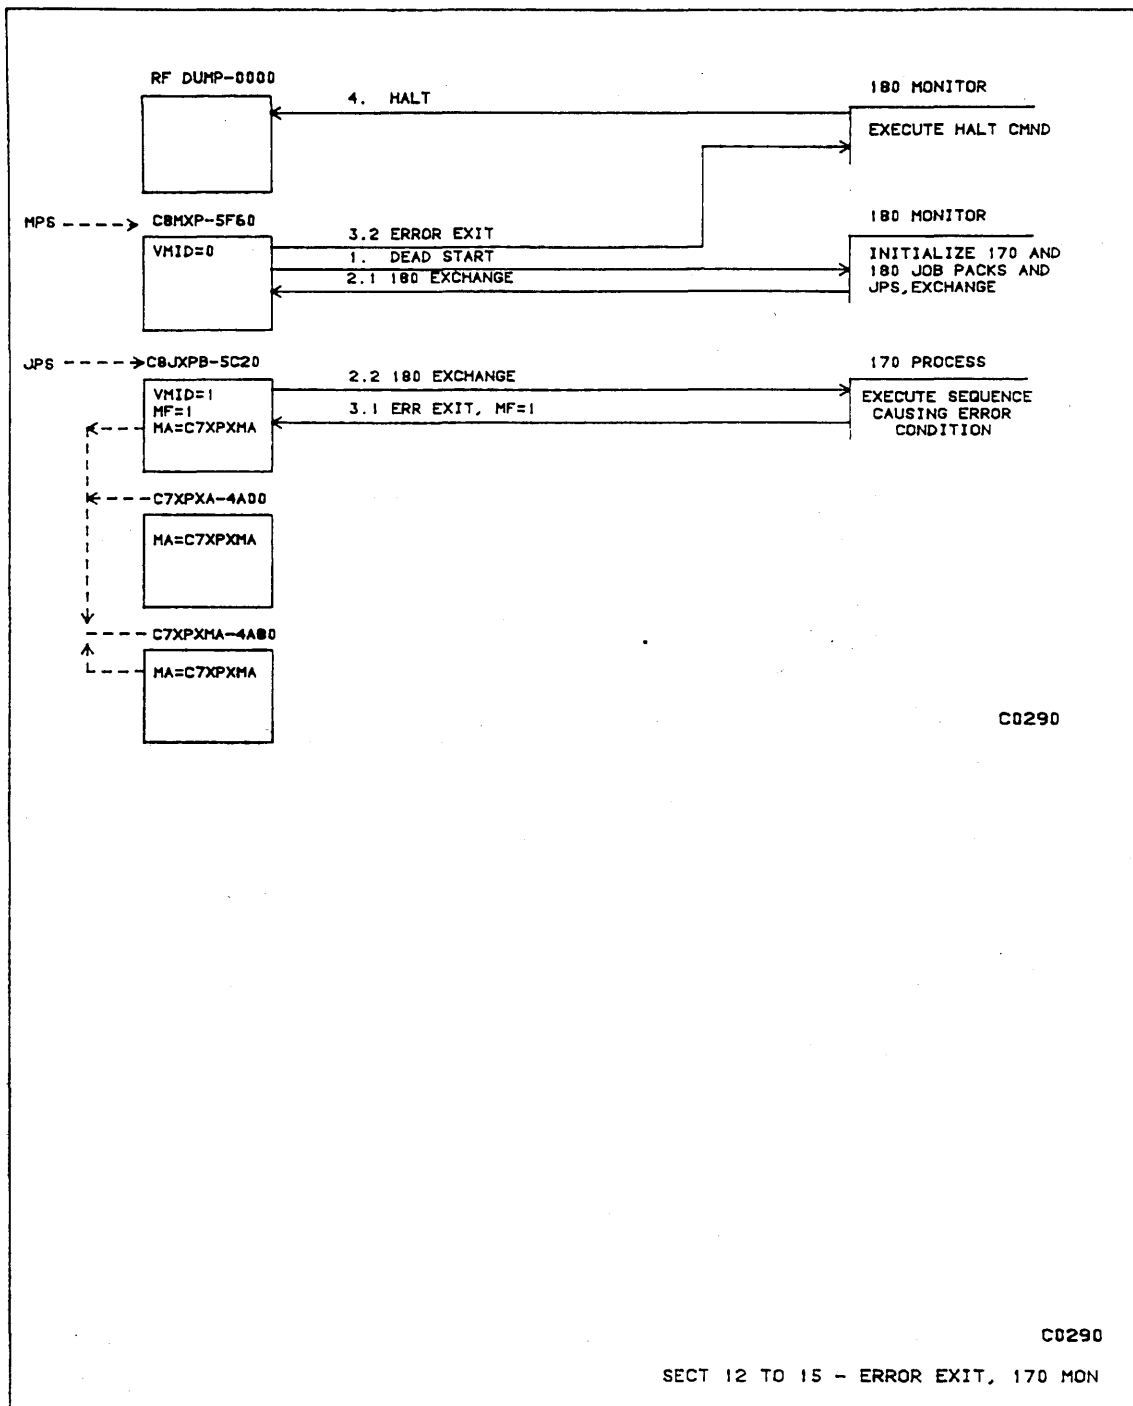 RF DUMP-0000
4. HALT
180 MONITOR
EXECUTE HALT CMND
MPS
C8MXP-5F60
VMID=0
3.2 ERROR EXIT
1. DEAD START
2.1 180 EXCHANGE
180 MONITOR
INITIALIZE 170 AND
180 JOB PACKS AND
JPS,EXCHANGE
JPS
C8JXPB-5C20
VMID=1
MF=1
MA=C7XPXMA
2.2 180 EXCHANGE
3.1 ERR EXIT, MF=1
170 PROCESS
EXECUTE SEQUENCE
CAUSING ERROR
CONDITION
C7XPXA-4A00
MA=C7XPXMA
C7XPXMA-4A80
MA=C7XPXMA
C0290
C0290
SECT 12 TO 15 - ERROR EXIT, 170 MON